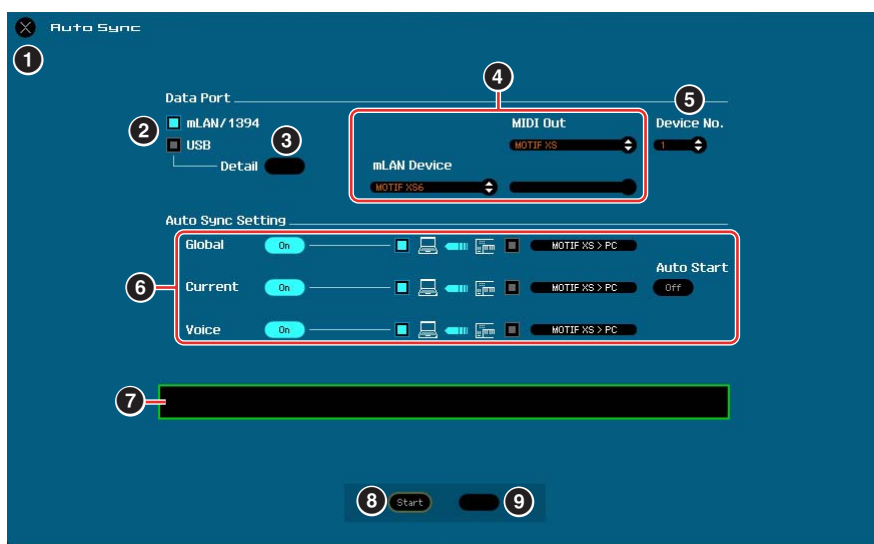 Auto Sync
1
4
Data Port
5
mLAN/1394
MIDI Out
Device No.
2
USB
3
MOTIF XS
1
Detail
mLAN Device
MOTIF XS6
Auto Sync Setting
Global On MOTIF XS > PC
Auto Start
6
Current On MOTIF XS > PC Off
Voice On MOTIF XS > PC
7
8 Start 9